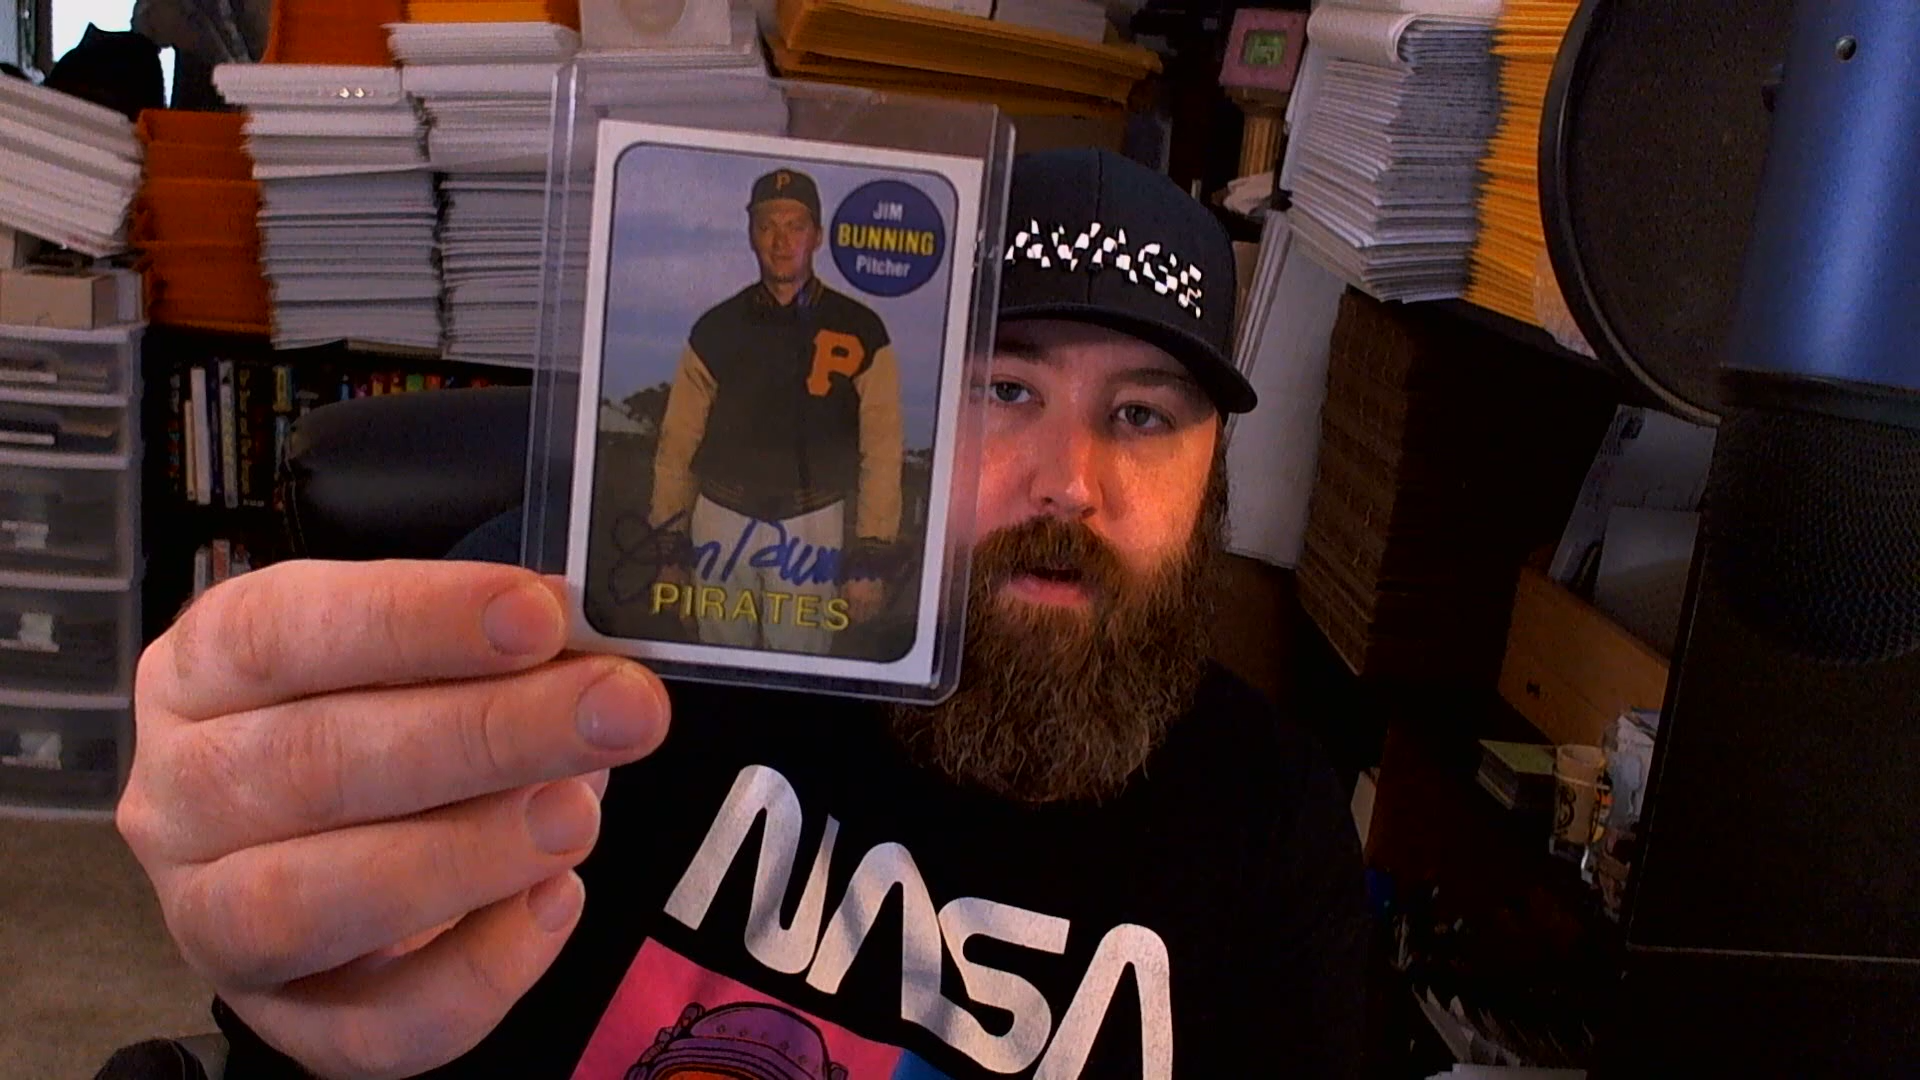 P
JIM
BUNNING
Pitcher
P
Jim Bunning
PIRATES
AVAGE
NASA